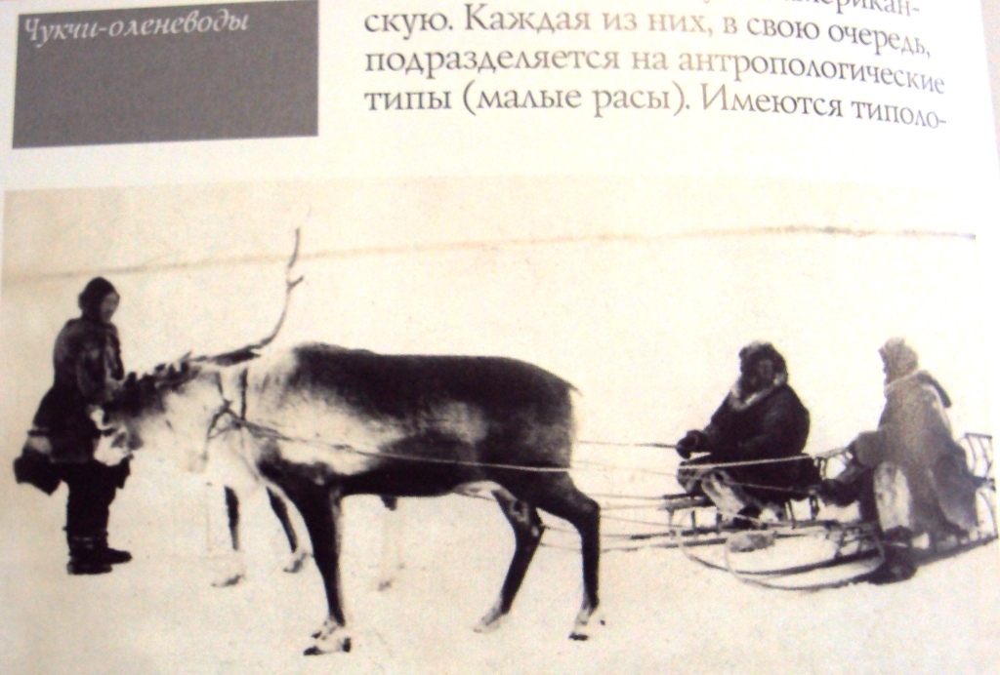 Чукчи-оленеводы
скую. Каждая из них, в свою очередь,
подразделяется на антропологические
типы (малые расы). Имеются типоло-